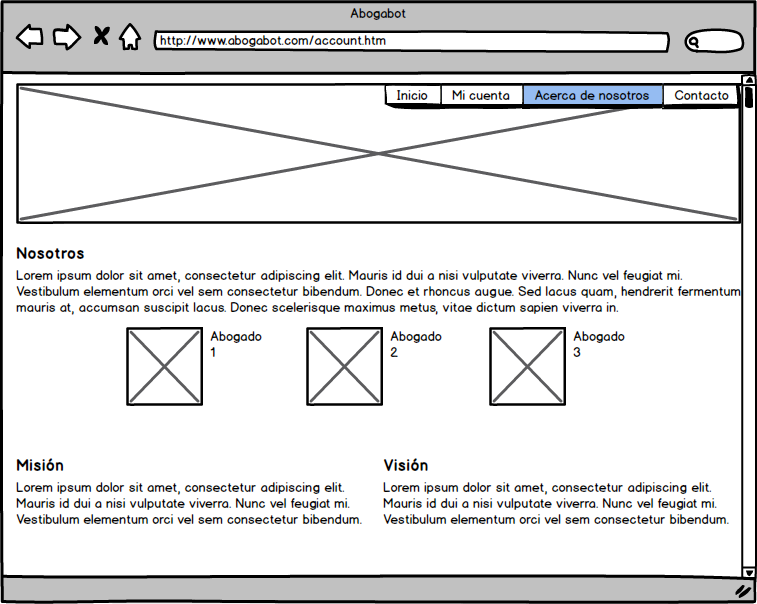 Abogabot
http://www.abogabot.com/account.htm
Inicio Mi cuenta Acerca de nosotros Contacto
Nosotros
Lorem ipsum dolor sit amet, consectetur adipiscing elit. Mauris id dui a nisi vulputate viverra. Nunc vel feugiat mi.
Vestibulum elementum orci vel sem consectetur bibendum. Donec et rhoncus augue. Sed lacus quam, hendrerit fermentum
mauris at, accumsan suscipit lacus. Donec scelerisque maximus metus, vitae dictum sapien viverra in.
Abogado
1
Abogado
2
Abogado
3
Misión
Lorem ipsum dolor sit amet, consectetur adipiscing elit.
Mauris id dui a nisi vulputate viverra. Nunc vel feugiat mi.
Vestibulum elementum orci vel sem consectetur bibendum.
Visión
Lorem ipsum dolor sit amet, consectetur adipiscing elit.
Mauris id dui a nisi vulputate viverra. Nunc vel feugiat mi.
Vestibulum elementum orci vel sem consectetur bibendum.